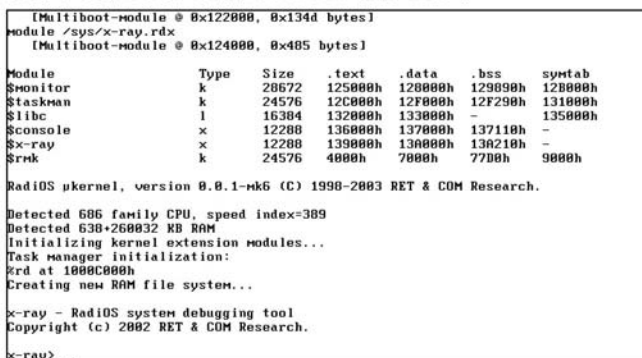 [Multiboot-module @ 0x122000, 0x134d bytes]
module /sys/x-ray.rdx
[Multiboot-module @ 0x124000, 0x485 bytes]
Module Type Size .text .data .bss symtab
$monitor k 28672 125000h 128000h 129890h 12B000h
$taskman k 24576 12C000h 12F000h 12F290h 131000h
$libc l 16384 132000h 133000h - 135000h
$console x 12288 136000h 137000h 137110h -
$x-ray x 12288 139000h 13A000h 13A210h -
$rmk k 24576 4000h 7000h 77D0h 9000h
RadiOS µkernel, version 0.0.1-mk6 (C) 1998-2003 RET & COM Research.
Detected 686 family CPU, speed index=389
Detected 638+260032 KB RAM
Initializing kernel extension modules...
Task manager initialization:
%rd at 1000C000h
Creating new RAM file system...
x-ray - RadiOS system debugging tool
Copyright (c) 2002 RET & COM Research.
x-ray> _